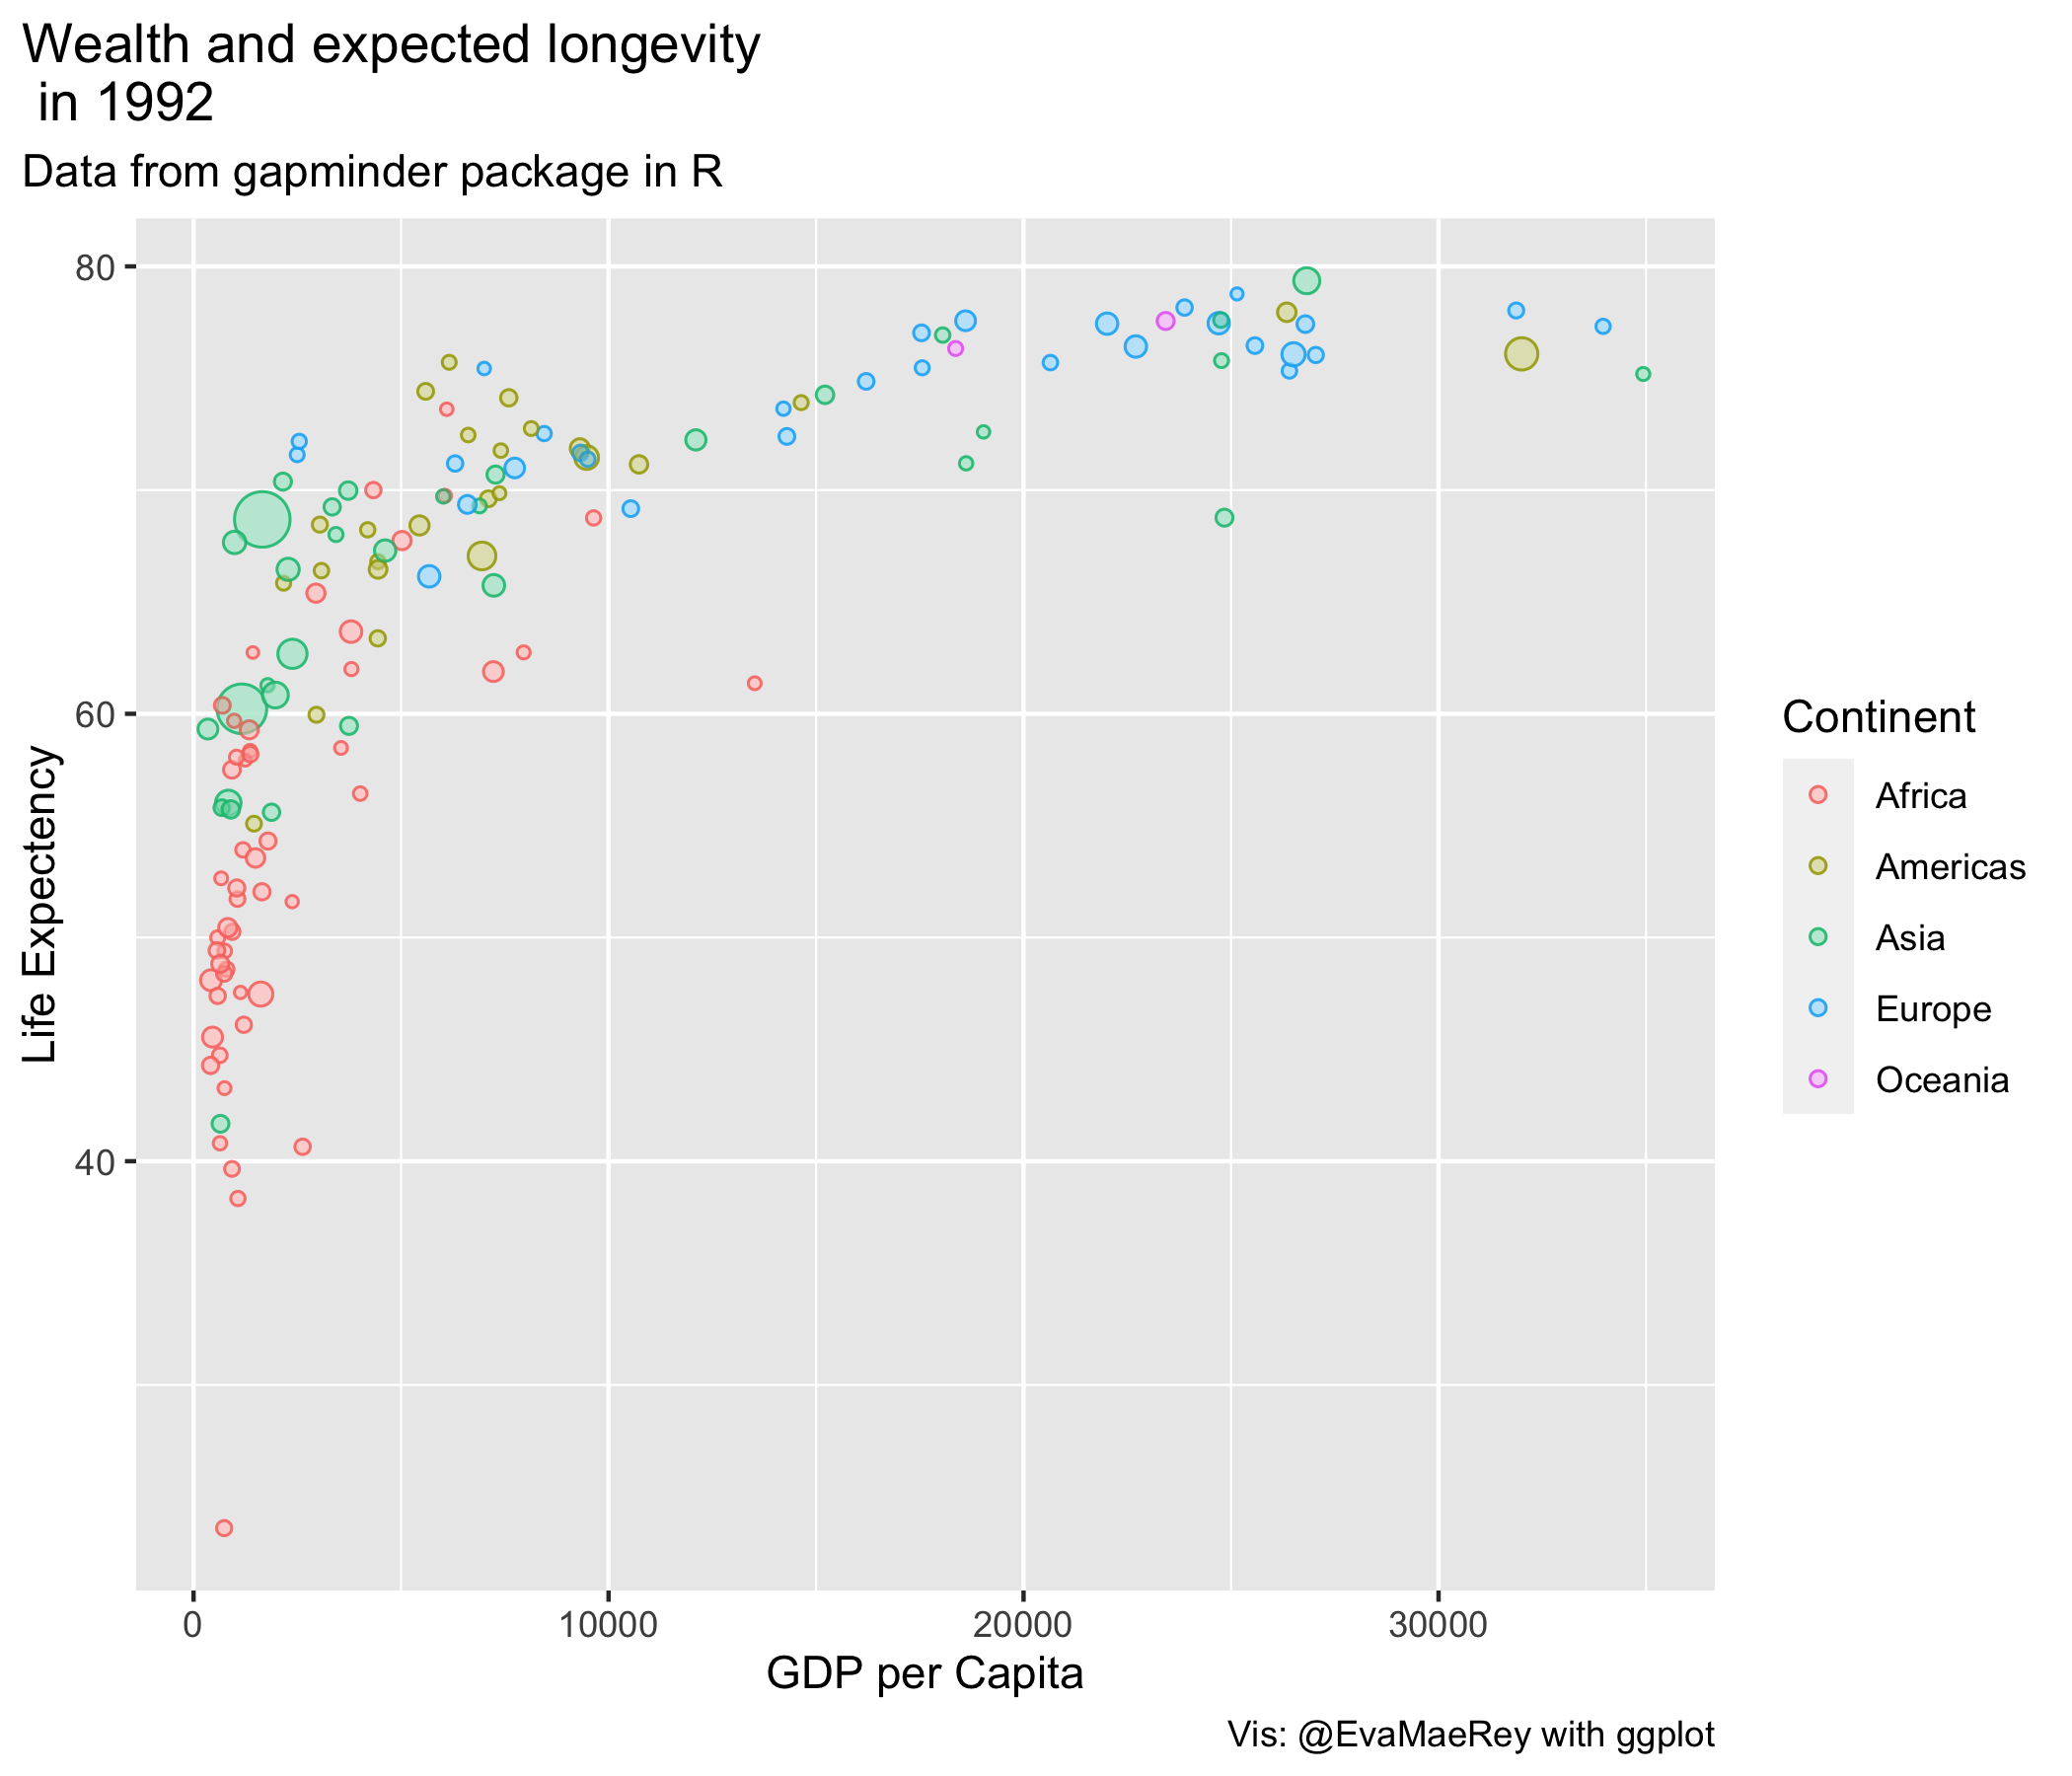 Wealth and expected longevity
in 1992
Data from gapminder package in R
80
60
40
Life Expectency
0 10000 20000 30000
GDP per Capita
Continent
Africa
Americas
Asia
Europe
Oceania
Vis: @EvaMaeRey with ggplot